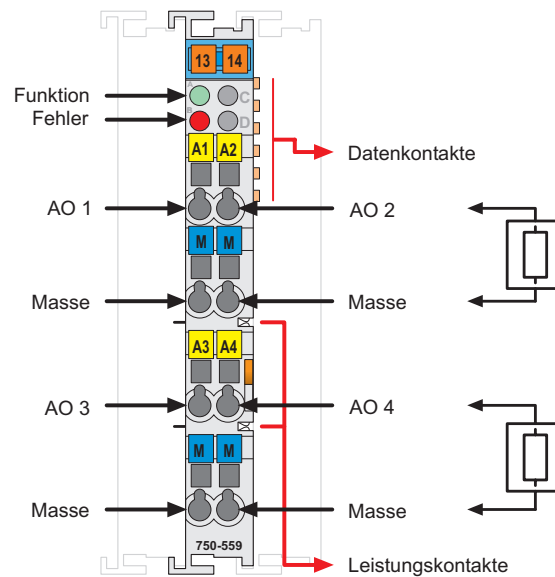 13 14
A C
Funktion
B D
Fehler
A1 A2
Datenkontakte
AO 1
AO 2
M M
Masse
Masse
A3 A4
AO 3
AO 4
M M
Masse
Masse
750-559
Leistungskontakte